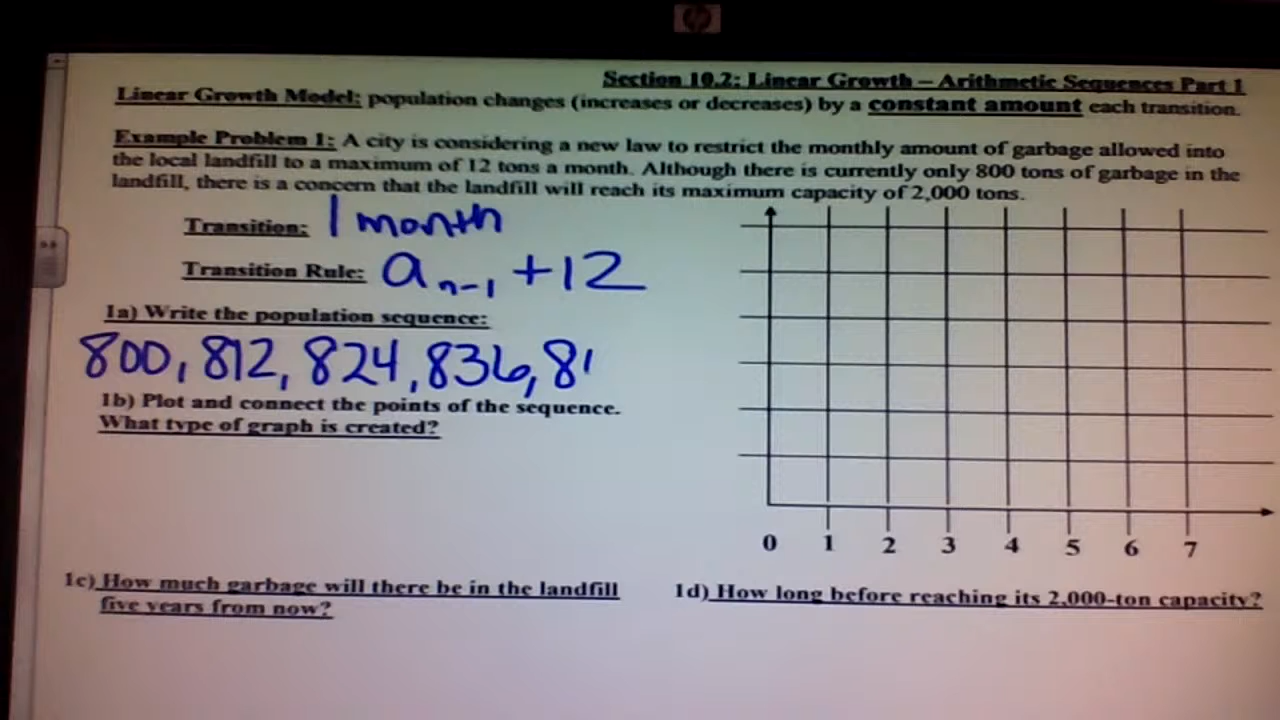 Section 10.2: Linear Growth – Arithmetic Sequences Part 1
Linear Growth Model: population changes (increases or decreases) by a constant amount each transition.
Example Problem 1: A city is considering a new law to restrict the monthly amount of garbage allowed into
the local landfill to a maximum of 12 tons a month. Although there is currently only 800 tons of garbage in the
landfill, there is a concern that the landfill will reach its maximum capacity of 2,000 tons.
Transition: 1 month
Transition Rule: a n-1 +12
1a) Write the population sequence:
800, 812, 824, 836, 8
1b) Plot and connect the points of the sequence.
What type of graph is created?
0 1 2 3 4 5 6 7
1c) How much garbage will there be in the landfill
five years from now?
1d) How long before reaching its 2,000-ton capacity?